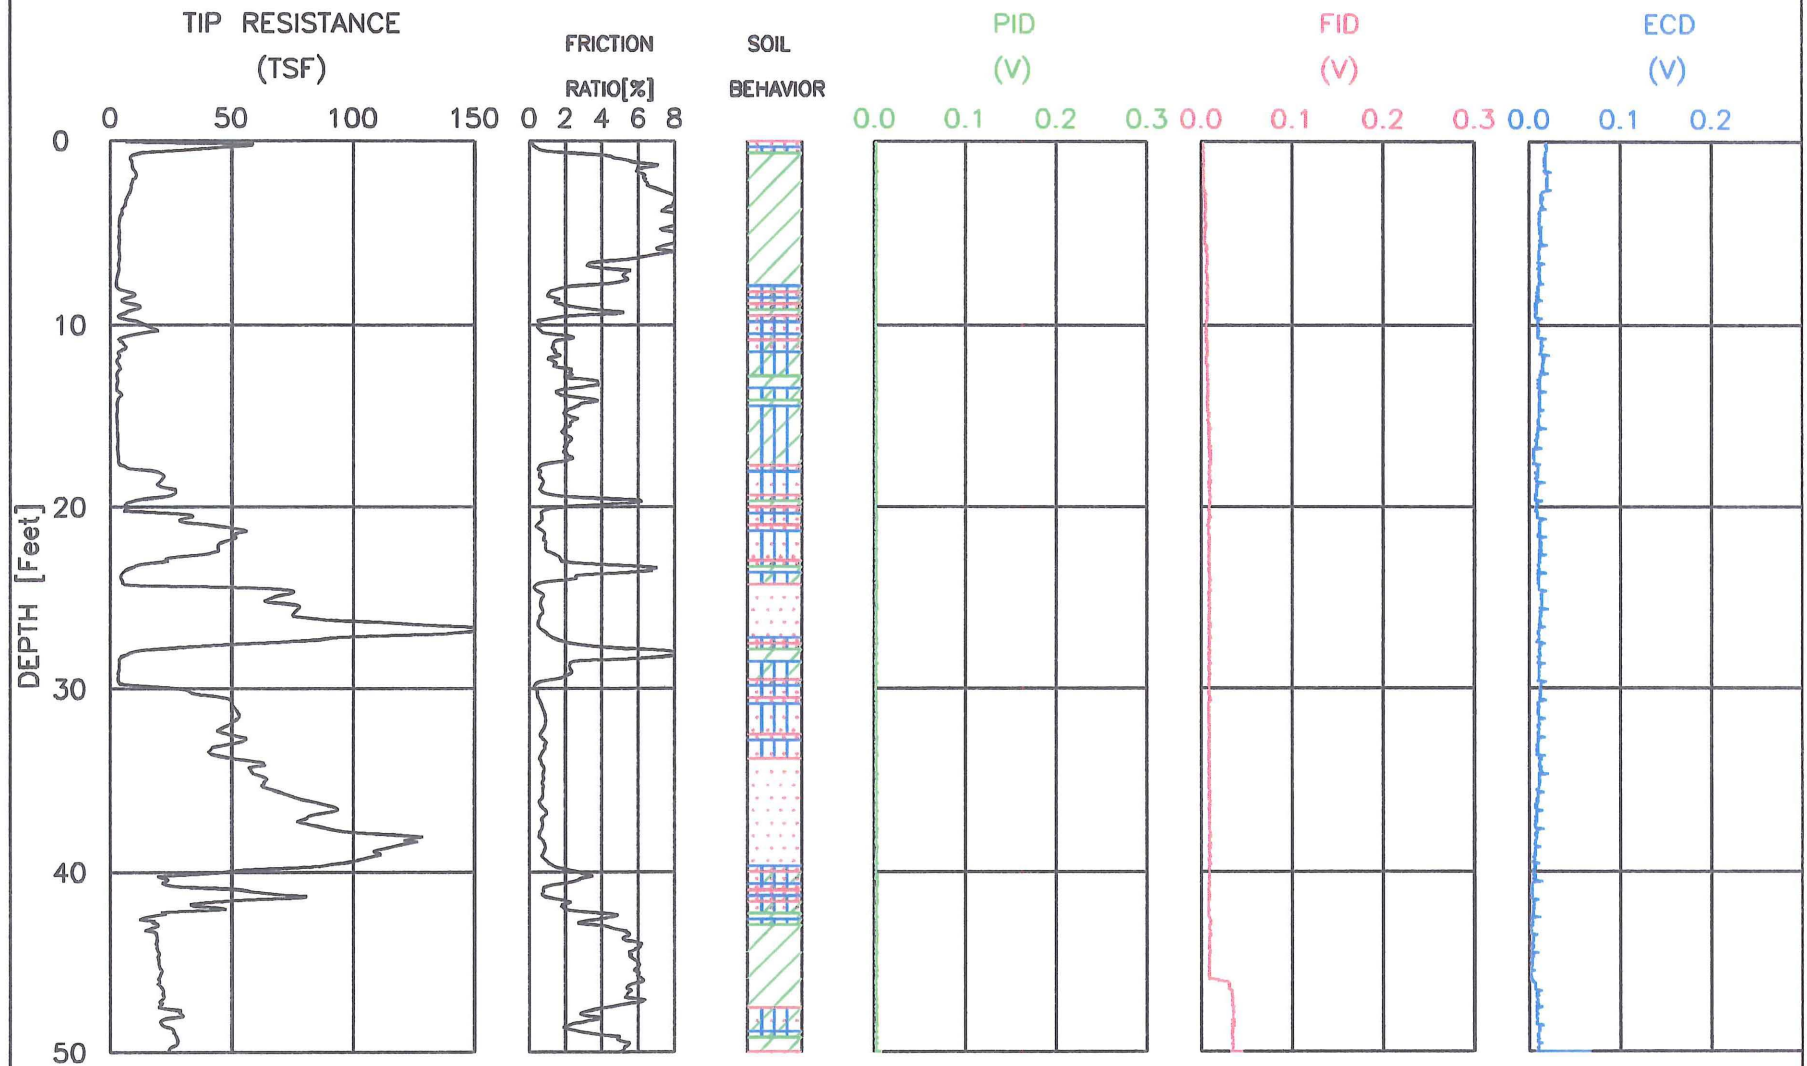 TIP RESISTANCE
(TSF)
0 50 100 150
FRICTION
RATIO[%]
0 2 4 6 8
SOIL
BEHAVIOR
PID
(V)
0.0 0.1 0.2 0.3
FID
(V)
0.0 0.1 0.2 0.3
ECD
(V)
0.0 0.1 0.2
DEPTH [Feet]
0
10
20
30
40
50